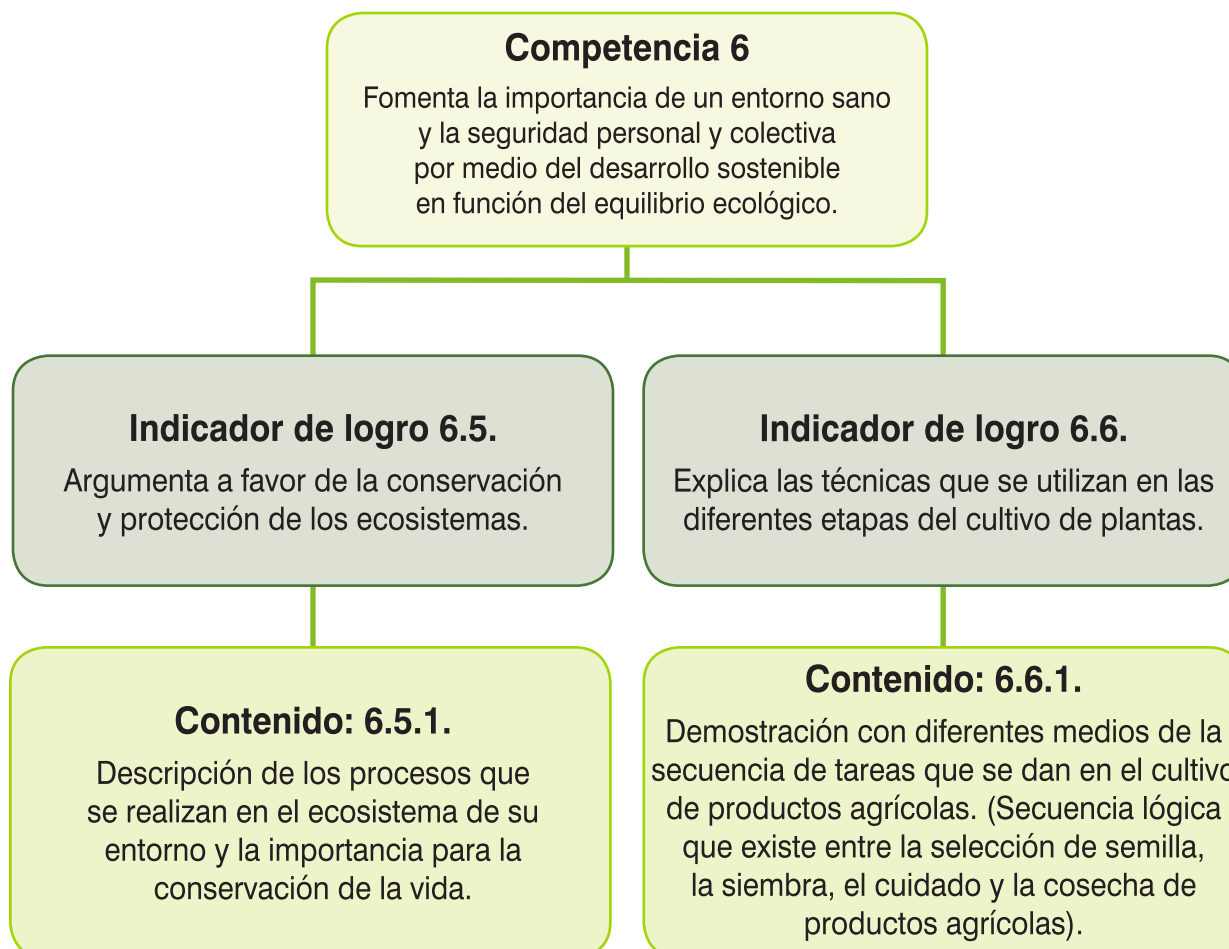 Competencia 6
Fomenta la importancia de un entorno sano
y la seguridad personal y colectiva
por medio del desarrollo sostenible
en función del equilibrio ecológico.
Indicador de logro 6.5.
Argumenta a favor de la conservación
y protección de los ecosistemas.
Indicador de logro 6.6.
Explica las técnicas que se utilizan en las
diferentes etapas del cultivo de plantas.
Contenido: 6.5.1.
Descripción de los procesos que
se realizan en el ecosistema de su
entorno y la importancia para la
conservación de la vida.
Contenido: 6.6.1.
Demostración con diferentes medios de la
secuencia de tareas que se dan en el cultivo
de productos agrícolas. (Secuencia lógica
que existe entre la selección de semilla,
la siembra, el cuidado y la cosecha de
productos agrícolas).